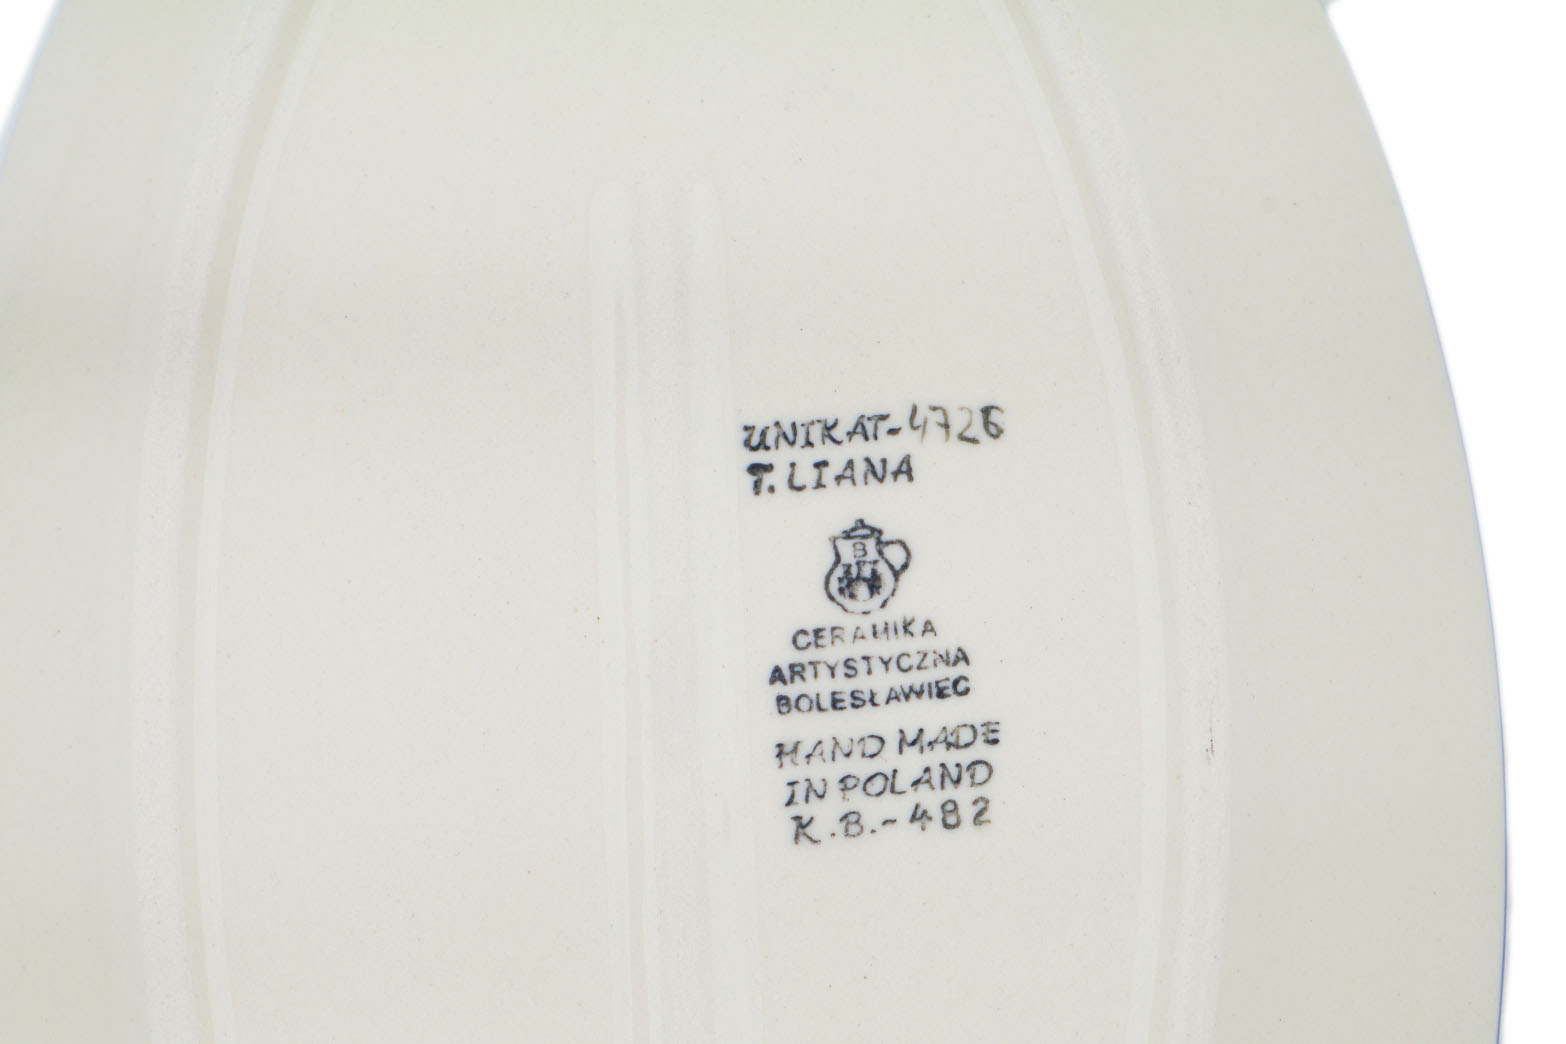 UNIKAT-4726
T. LIANA
B
CERAMIKA
ARTYSTYCZNA
BOLESŁAWIEC
HAND MADE
IN POLAND
K.B.-482